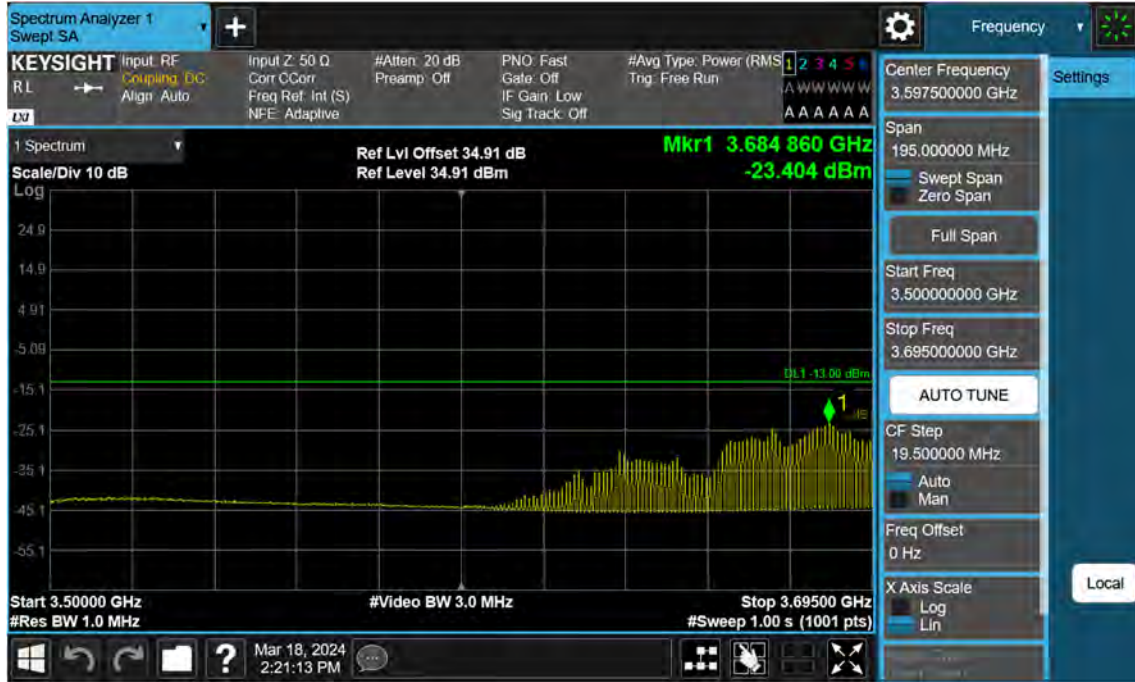 Spectrum Analyzer 1
Swept SA
Frequency
KEYSIGHT
RL
LXI
Input: RF
Coupling: DC
Align: Auto
Input Z: 50 Ω
Corr CCorr
Freq Ref: Int (S)
NFE: Adaptive
#Atten: 20 dB
Preamp: Off
PNO: Fast
Gate: Off
IF Gain: Low
Sig Track: Off
#Avg Type: Power (RMS
Trig: Free Run
1 2 3 4 5 6
A W W W W W
A A A A A A
1 Spectrum
Scale/Div 10 dB
Ref Lvl Offset 34.91 dB
Ref Level 34.91 dBm
Mkr1 3.684 860 GHz
-23.404 dBm
Log
24.9
14.9
4.91
-5.09
-15.1
-25.1
-35.1
-45.1
-55.1
DL1 -13.00 dBm
1
Start 3.50000 GHz
#Res BW 1.0 MHz
#Video BW 3.0 MHz
Stop 3.69500 GHz
#Sweep 1.00 s (1001 pts)
Mar 18, 2024
2:21:13 PM
Center Frequency
3.597500000 GHz
Span
195.000000 MHz
Swept Span
Zero Span
Full Span
Start Freq
3.500000000 GHz
Stop Freq
3.695000000 GHz
AUTO TUNE
CF Step
19.500000 MHz
Auto
Man
Freq Offset
0 Hz
X Axis Scale
Log
Lin
Settings
Local